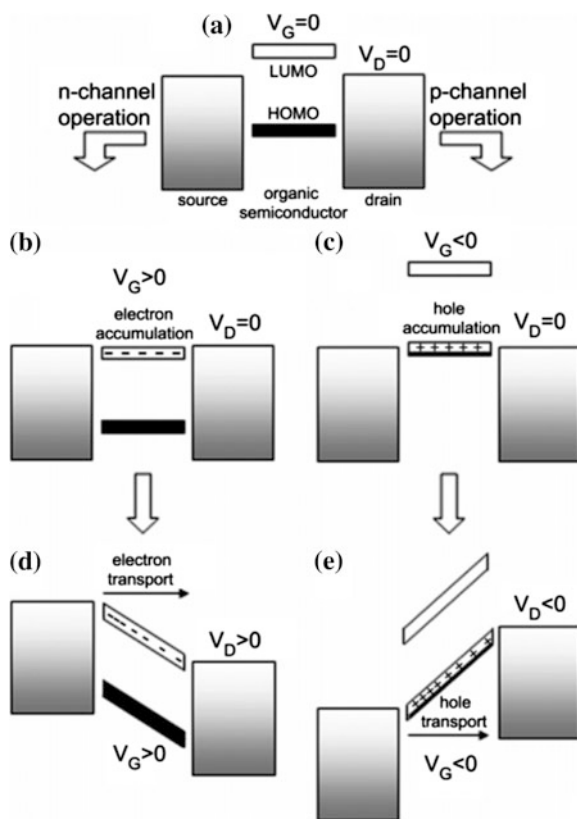 (a)
V_G=0
LUMO
V_D=0
n-channel
operation
HOMO
p-channel
operation
source
organic
semiconductor
drain
(b)
V_G>0
electron
accumulation
V_D=0
- - - - -
(c)
V_G<0
hole
accumulation
V_D=0
+ + + + +
(d)
electron
transport
V_D>0
V_G>0
(e)
V_D<0
hole
transport
V_G<0